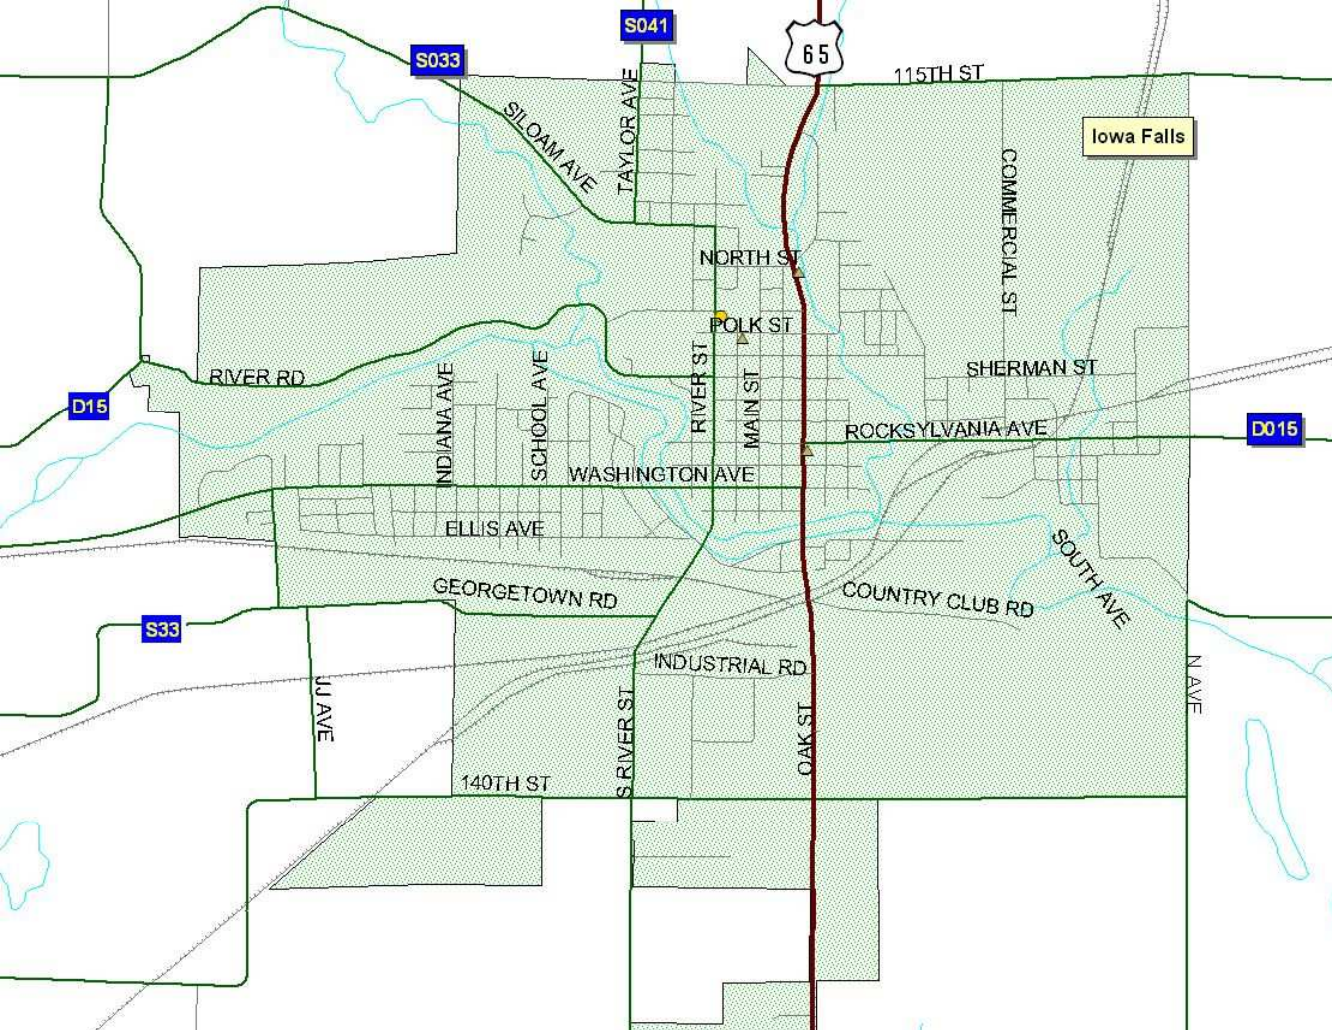 S041
65
S033
115TH ST
SILOAM AVE
TAYLOR AVE
Iowa Falls
COMMERCIAL ST
NORTH ST
POLK ST
RIVER RD
INDIANA AVE
SCHOOL AVE
RIVER ST
MAIN ST
SHERMAN ST
D15
ROCKSYLVANIA AVE
D015
WASHINGTON AVE
ELLIS AVE
SOUTH AVE
GEORGETOWN RD
COUNTRY CLUB RD
S33
INDUSTRIAL RD
JJ AVE
S RIVER ST
OAK ST
N AVE
140TH ST